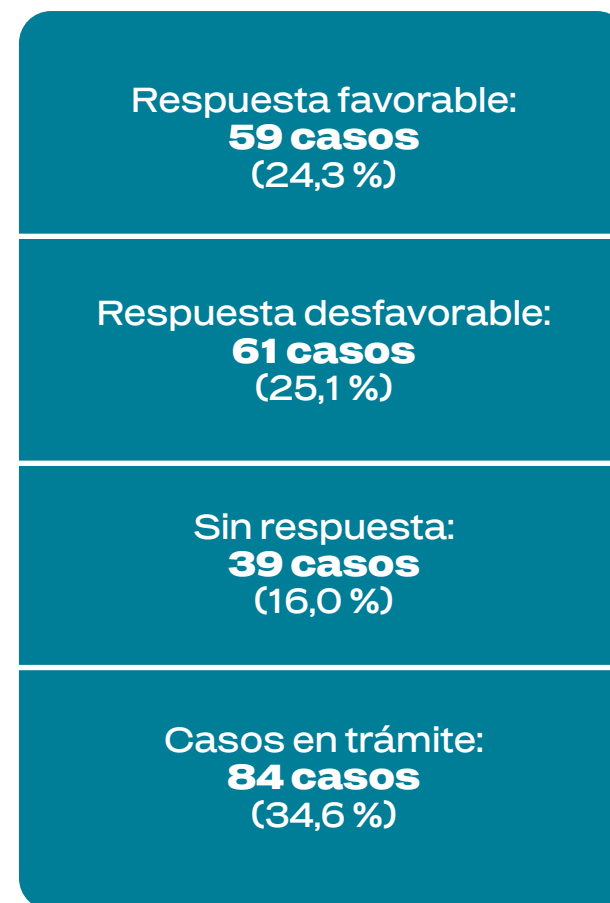 Respuesta favorable:
59 casos
(24,3 %)
Respuesta desfavorable:
61 casos
(25,1 %)
Sin respuesta:
39 casos
(16,0 %)
Casos en trámite:
84 casos
(34,6 %)